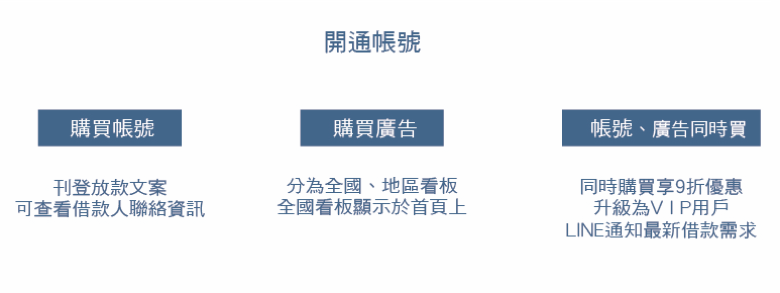 開通帳號
購買帳號
刊登放款文案
可查看借款人聯絡資訊
購買廣告
分為全國、地區看板
全國看板顯示於首頁上
帳號、廣告同時買
同時購買享9折優惠
升級為VIP用戶
LINE通知最新借款需求